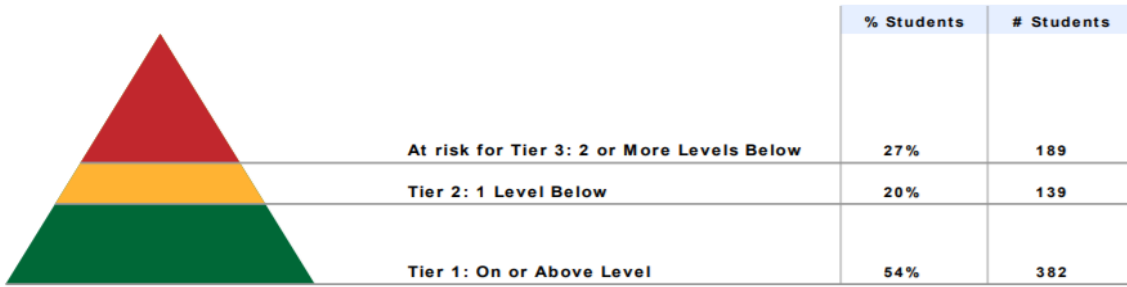 % Students # Students
At risk for Tier 3: 2 or More Levels Below 27% 189
Tier 2: 1 Level Below 20% 139
Tier 1: On or Above Level 54% 382